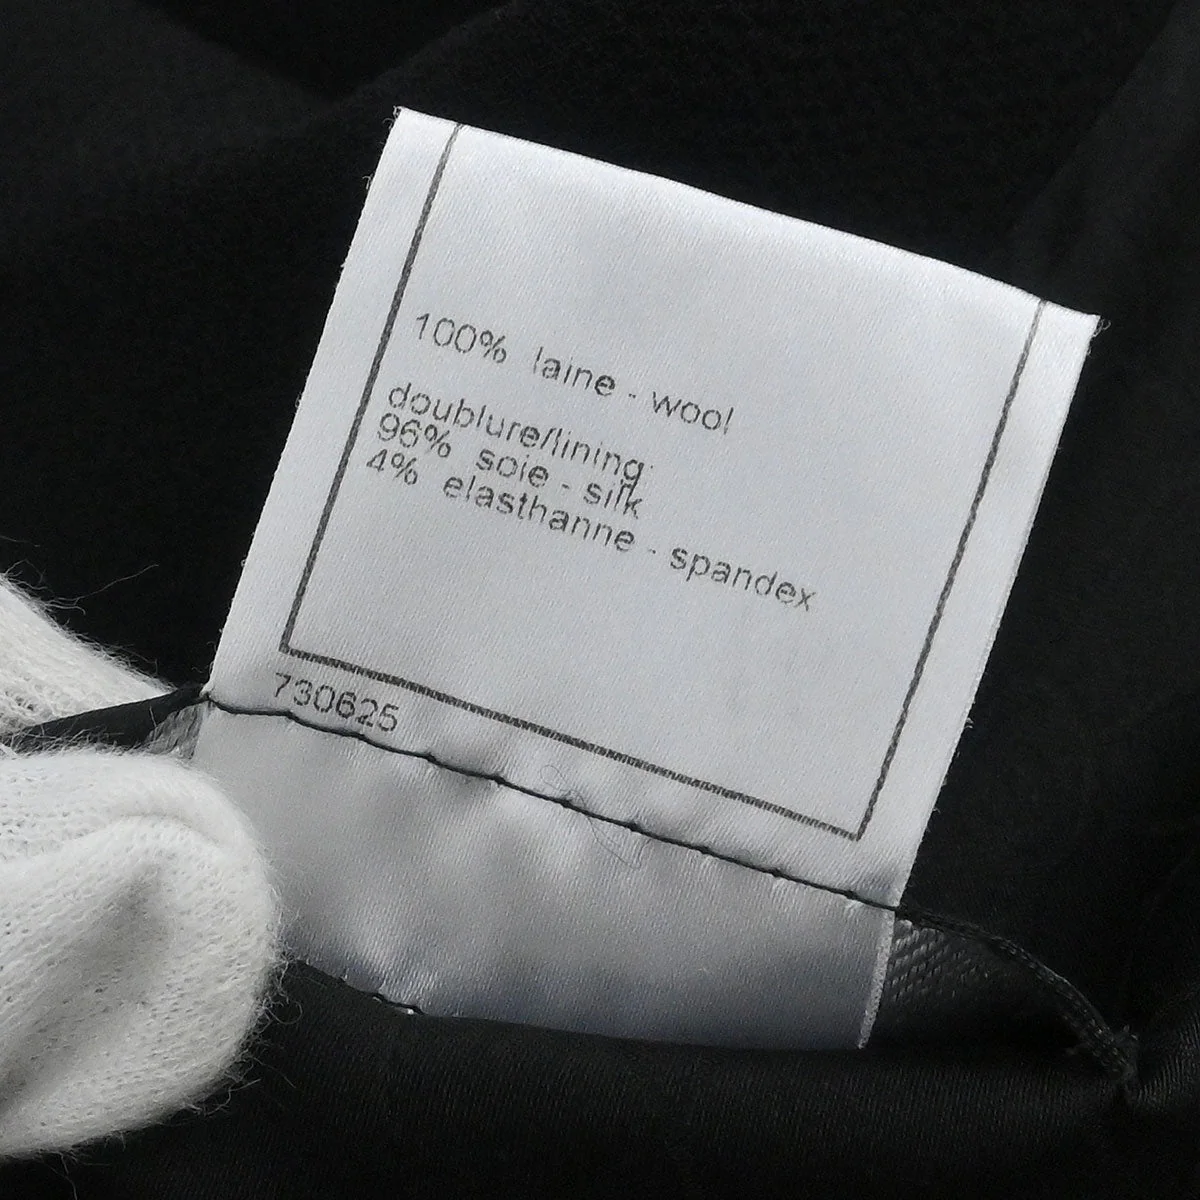 100% laine - wool
doublure/lining:
96% soie - silk
4% elasthanne - spandex
730625